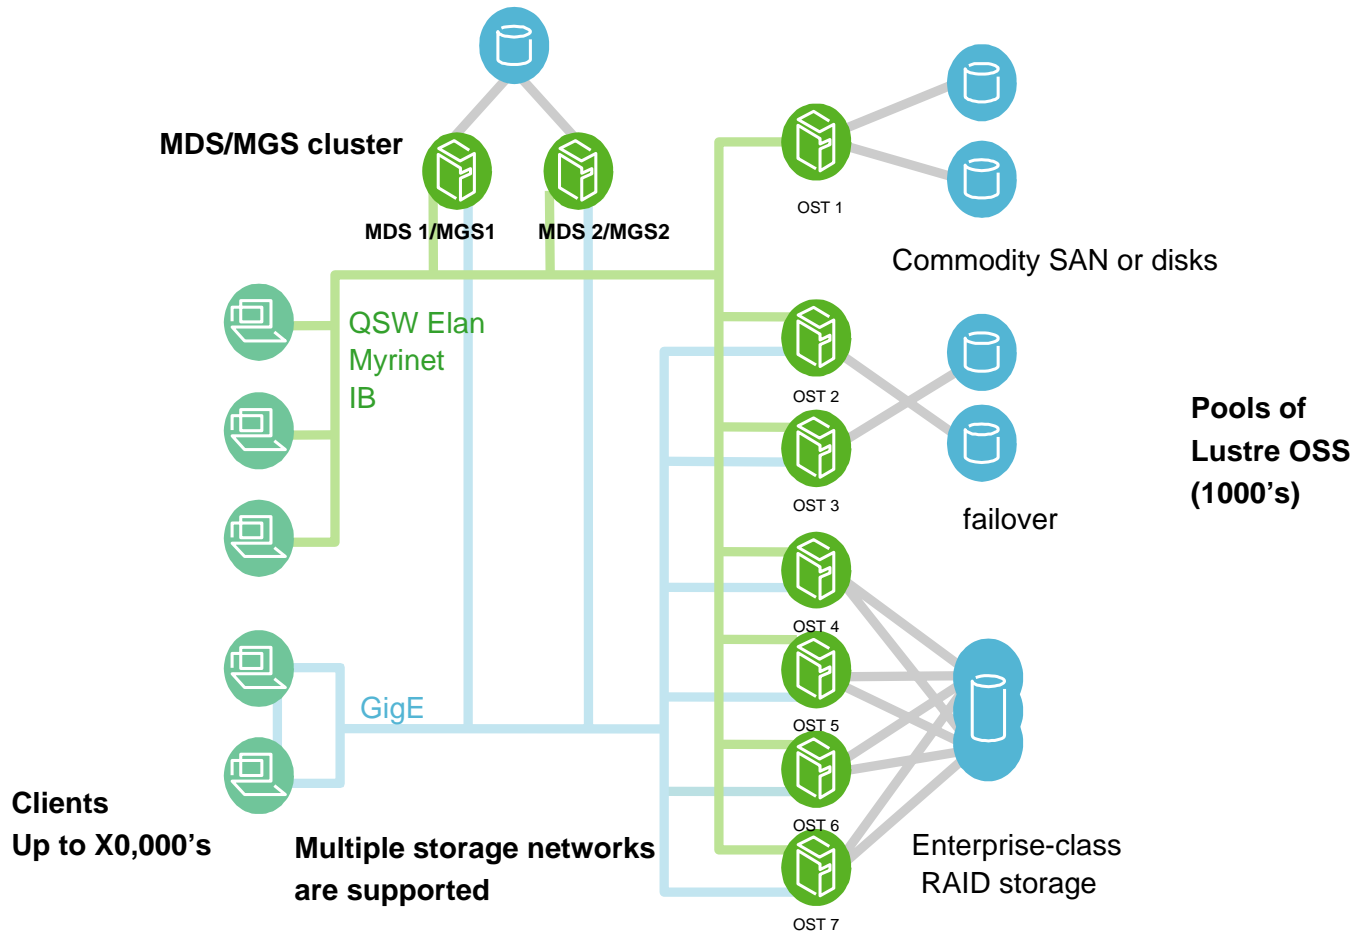 MDS/MGS cluster
MDS 1/MGS1
MDS 2/MGS2
OST 1
Commodity SAN or disks
QSW Elan
Myrinet
IB
OST 2
Pools of
Lustre OSS
(1000’s)
OST 3
failover
OST 4
GigE
OST 5
Clients
Up to X0,000’s
Multiple storage networks
are supported
OST 6
Enterprise-class
RAID storage
OST 7